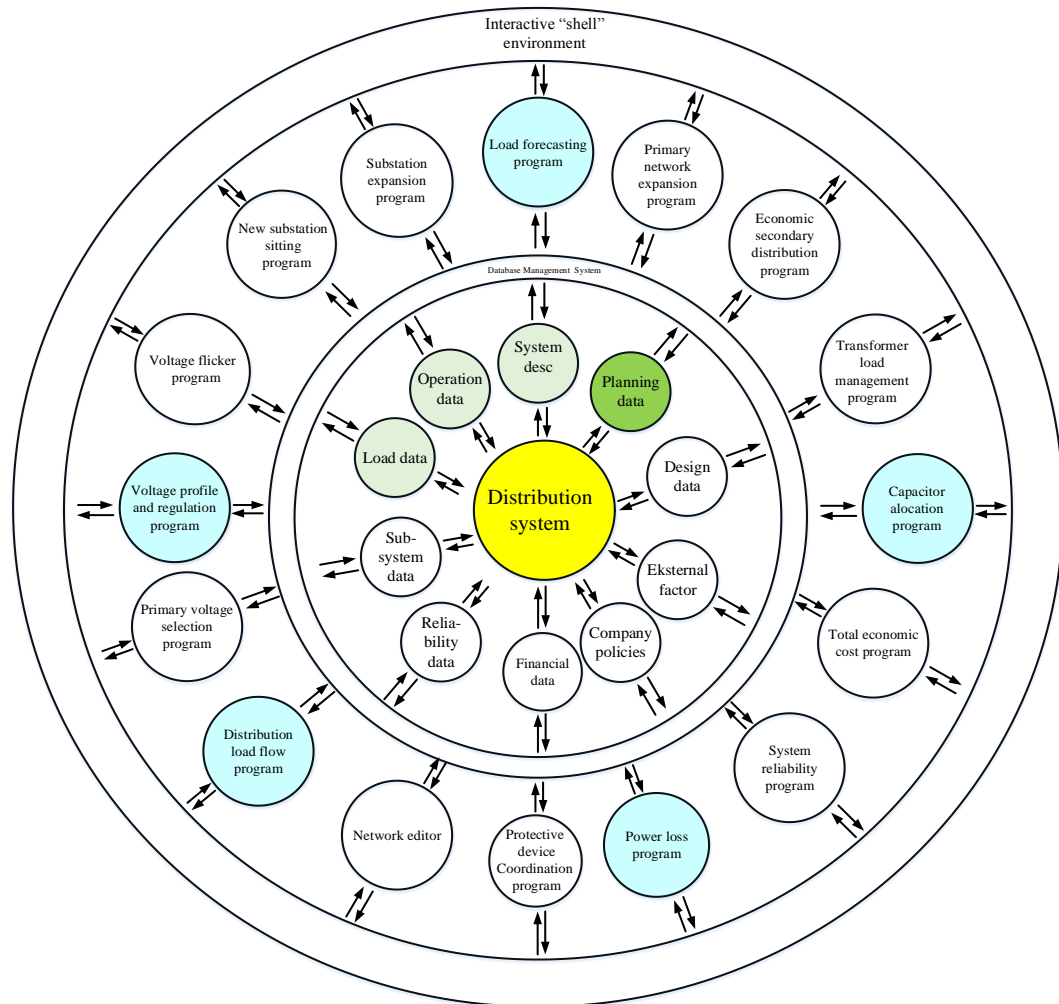 Interactive “shell”
environment
Load forecasting
program
Substation
expansion
program
Primary
network
expansion
program
New substation
sitting
program
Economic
secondary
distribution
program
Database Management System
System
desc
Operation
data
Planning
data
Voltage flicker
program
Transformer
load
management
program
Load data
Design
data
Distribution
system
Voltage profile
and regulation
program
Capacitor
alocation
program
Sub-
system
data
Eksternal
factor
Primary voltage
selection
program
Total economic
cost program
Relia-
bility
data
Company
policies
Financial
data
Distribution
load flow
program
System
reliability
program
Network editor
Protective
device
Coordination
program
Power loss
program